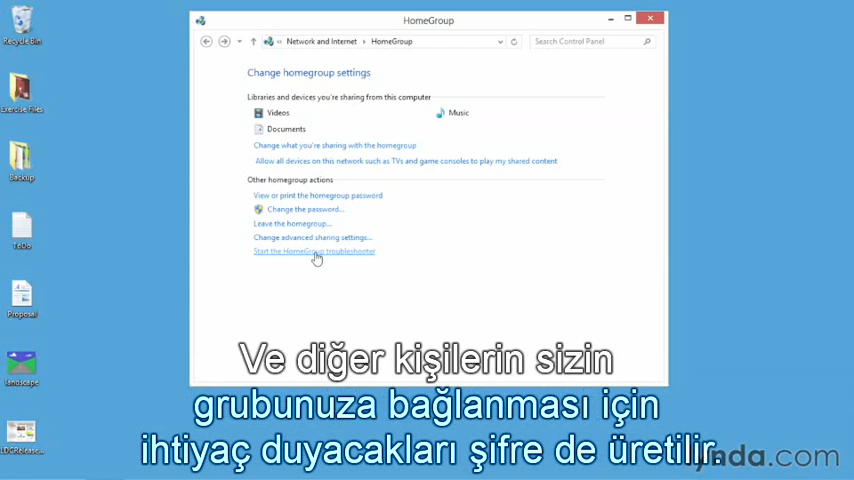 HomeGroup
Recycle Bin
Network and Internet
HomeGroup
Search Control Panel
Change homegroup settings
Exercise Files
Libraries and devices you're sharing from this computer
Videos
Music
Documents
Change what you're sharing with the homegroup
Allow all devices on this network such as TVs and game consoles to play my shared content
Backup
Other homegroup actions
View or print the homegroup password
Change the password...
Leave the homegroup...
Change advanced sharing settings...
ToDo
Start the HomeGroup troubleshooter
Proposal
Ve diğer kişilerin sizin
landscape
grubunuza bağlanması için
ihtiyaç duyacakları şifre de üretilir.
LDCRelease...
lynda.com